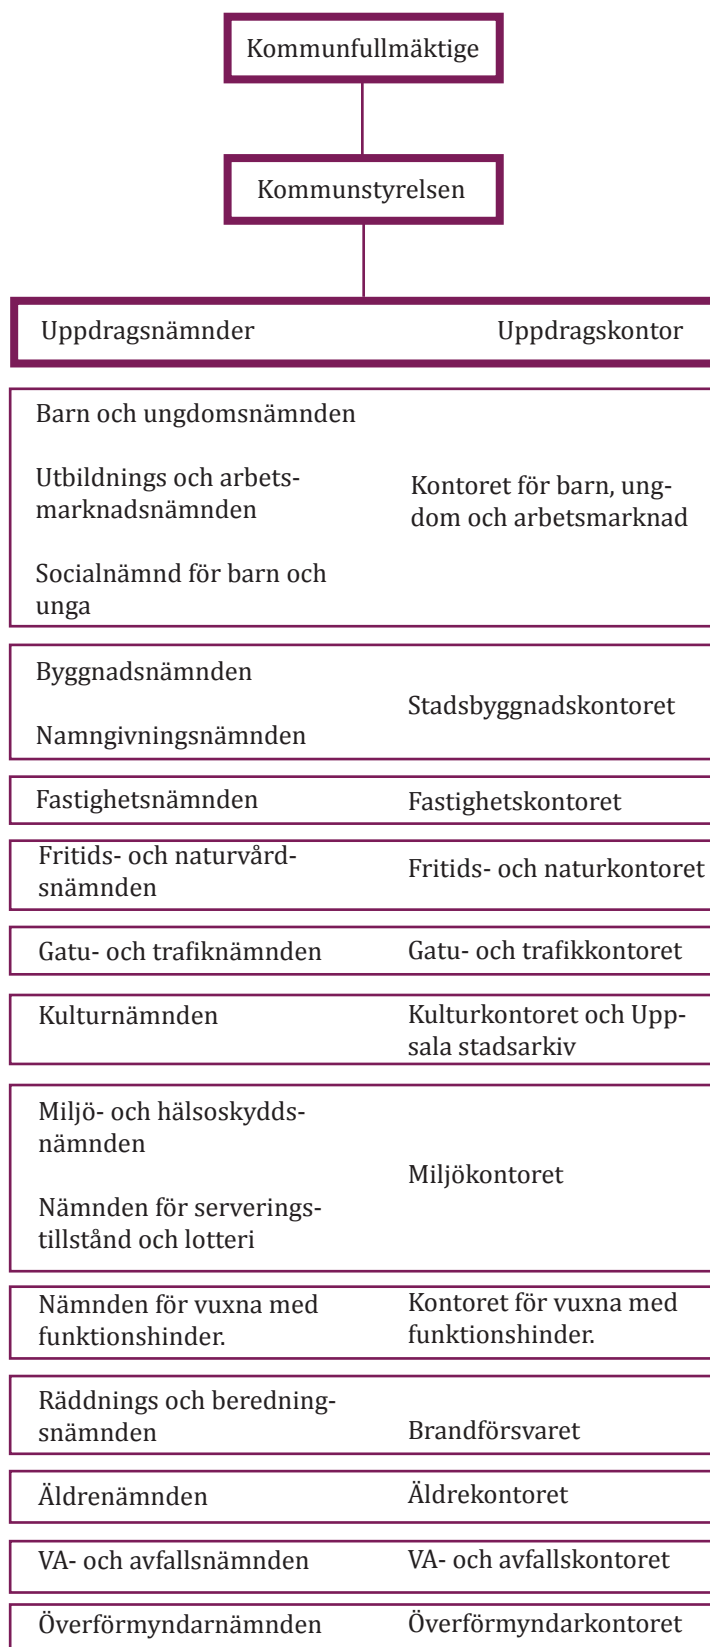 Kommunfullmäktige
Kommunstyrelsen
Uppdragsnämnder Uppdragskontor
Barn och ungdomsnämnden
Utbildnings och arbets-
marknadsnämnden
Socialnämnd för barn och
unga
Kontoret för barn, ung-
dom och arbetsmarknad
Byggnadsnämnden
Namngivningsnämnden
Stadsbyggnadskontoret
Fastighetsnämnden Fastighetskontoret
Fritids- och naturvård-
snämnden
Fritids- och naturkontoret
Gatu- och trafiknämnden Gatu- och trafikkontoret
Kulturnämnden
Kulturkontoret och Upp-
sala stadsarkiv
Miljö- och hälsoskydds-
nämnden
Nämnden för serverings-
tillstånd och lotteri
Miljökontoret
Nämnden för vuxna med
funktionshinder.
Kontoret för vuxna med
funktionshinder.
Räddnings och beredning-
snämnden
Brandförsvaret
Äldrenämnden Äldrekontoret
VA- och avfallsnämnden VA- och avfallskontoret
Överförmyndarnämnden Överförmyndarkontoret